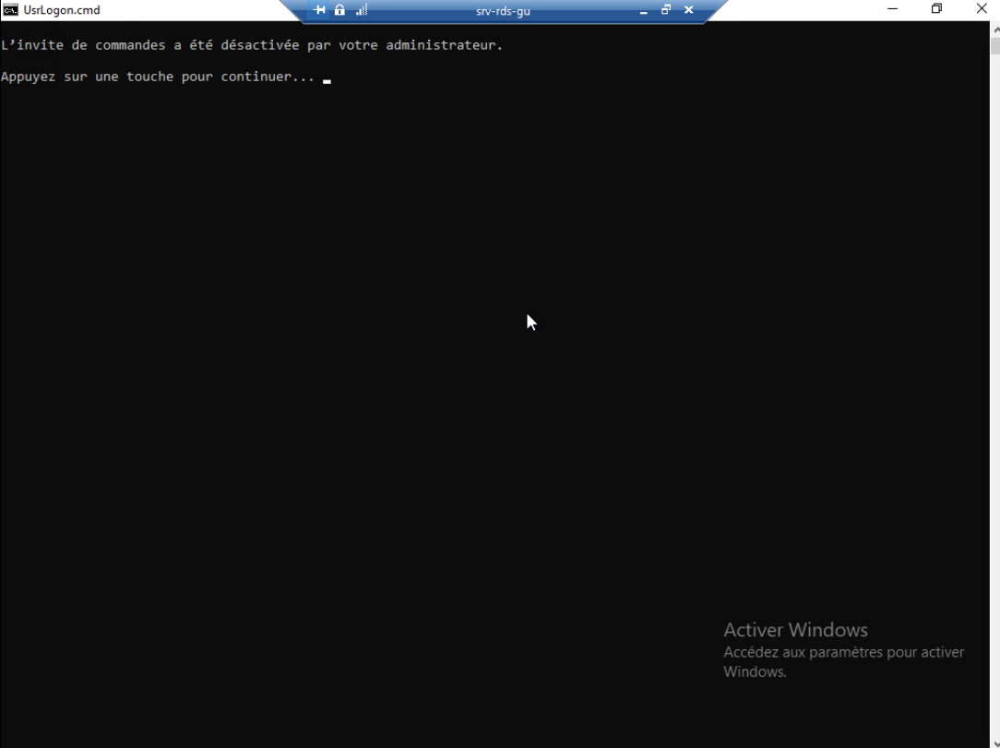 UsrLogon.cmd
srv-rds-gu
L’invite de commandes a été désactivée par votre administrateur.
Appuyez sur une touche pour continuer...
Activer Windows
Accédez aux paramètres pour activer
Windows.